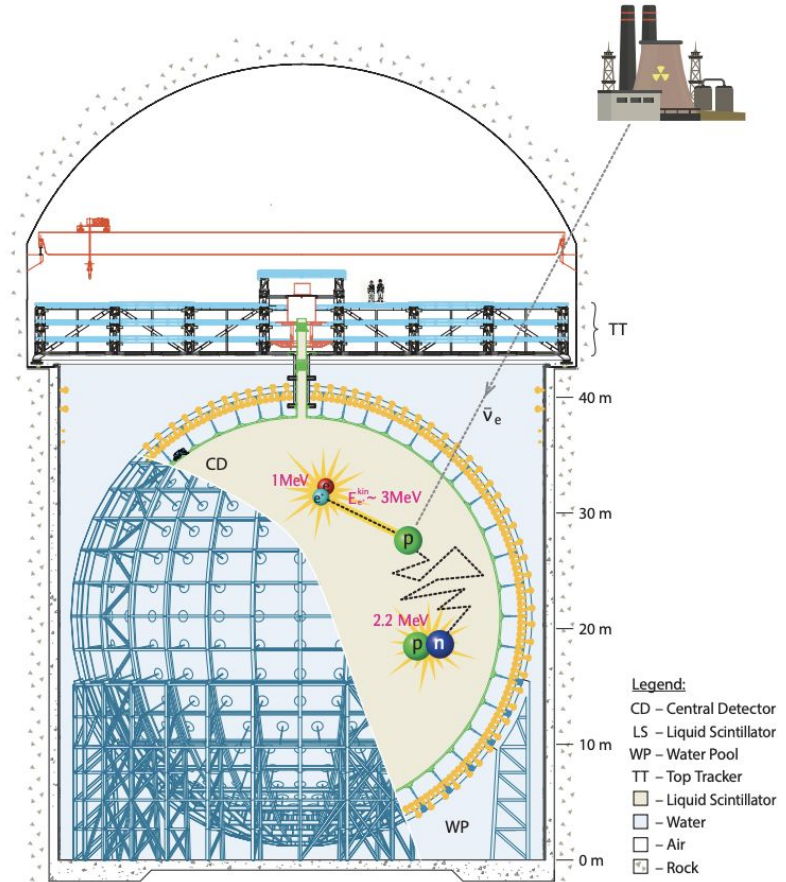 TT
40 m
ν̄e
CD
1MeV
e⁻
e⁺
E_e⁺^kin ~ 3MeV
p
30 m
2.2 MeV
p n
20 m
10 m
WP
0 m
Legend:
CD – Central Detector
LS – Liquid Scintillator
WP – Water Pool
TT – Top Tracker
– Liquid Scintillator
– Water
– Air
– Rock